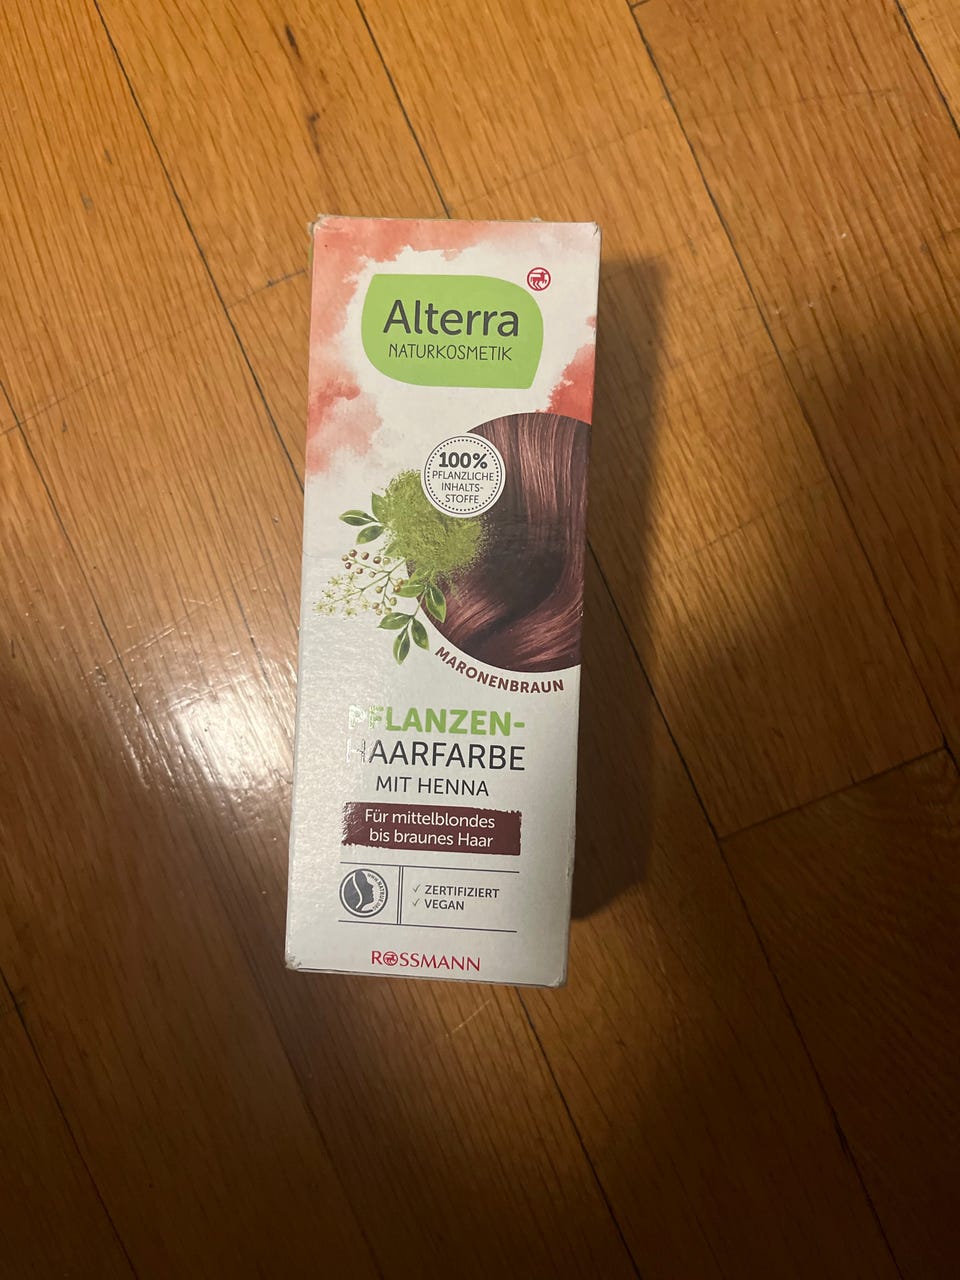 Alterra
NATURKOSMETIK
100%
PFLANZLICHE
INHALTS-
STOFFE
MARONENBRAUN
PFLANZEN-
HAARFARBE
MIT HENNA
Für mittelblondes
bis braunes Haar
✓ ZERTIFIZIERT
✓ VEGAN
ROSSMANN